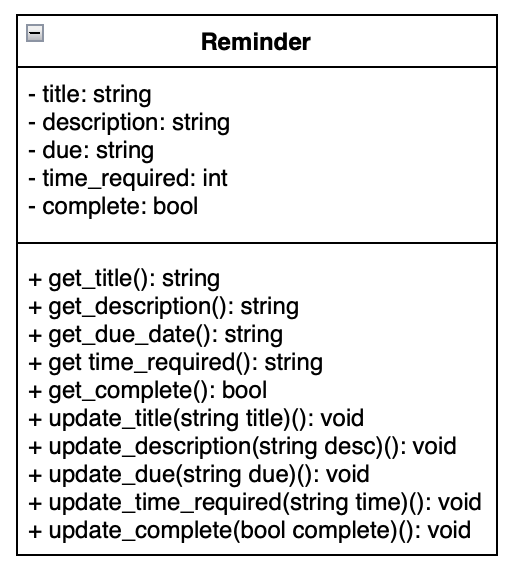 Reminder
- title: string
- description: string
- due: string
- time_required: int
- complete: bool
+ get_title(): string
+ get_description(): string
+ get_due_date(): string
+ get time_required(): string
+ get_complete(): bool
+ update_title(string title)(): void
+ update_description(string desc)(): void
+ update_due(string due)(): void
+ update_time_required(string time)(): void
+ update_complete(bool complete)(): void